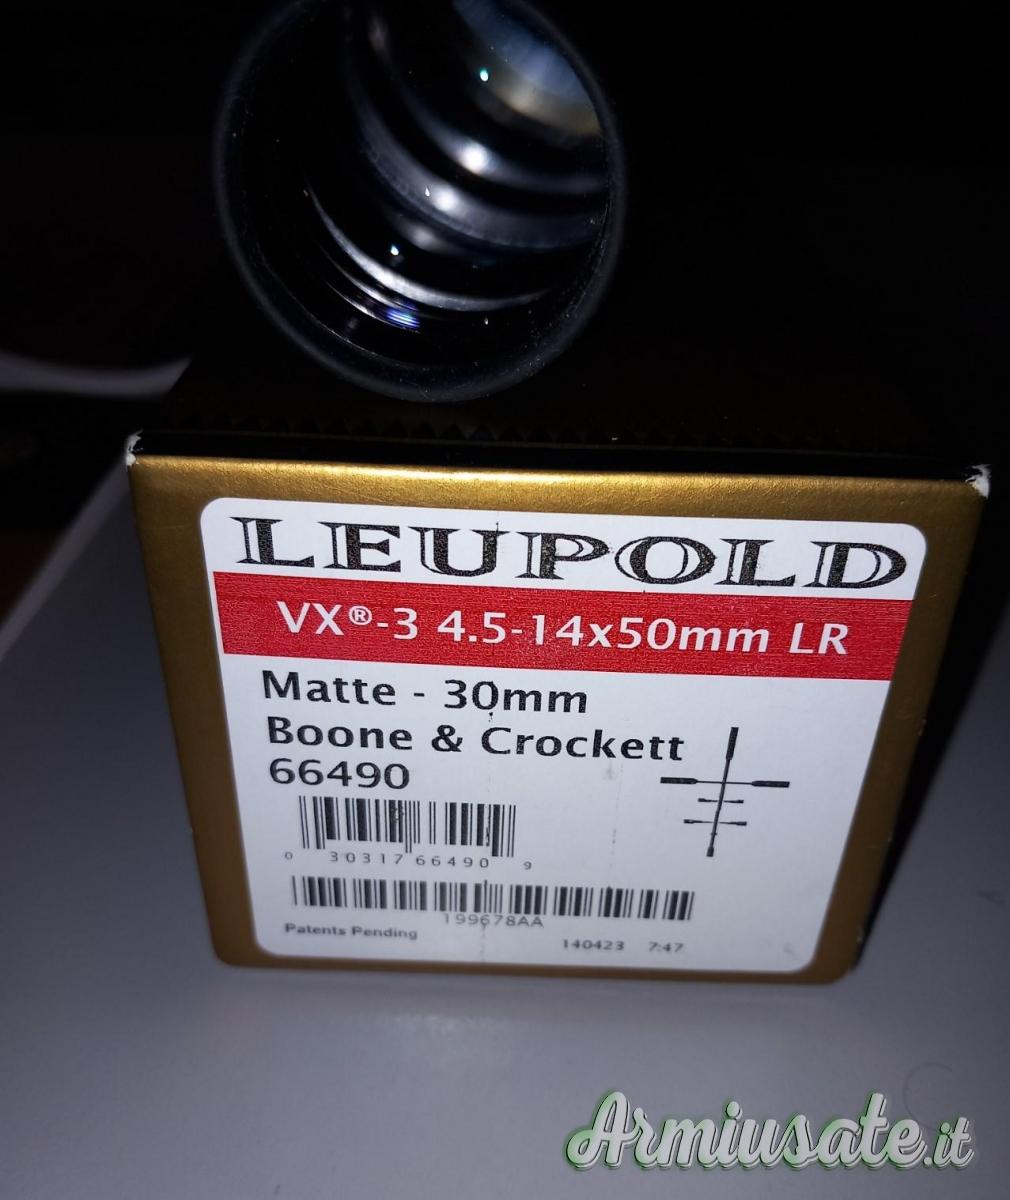 LEUPOLD
VX®-3 4.5-14x50mm LR
Matte - 30mm
Boone & Crockett
66490
0 30317 66490 9
199678AA
Patents Pending
140423 7:47
Armiusate.it